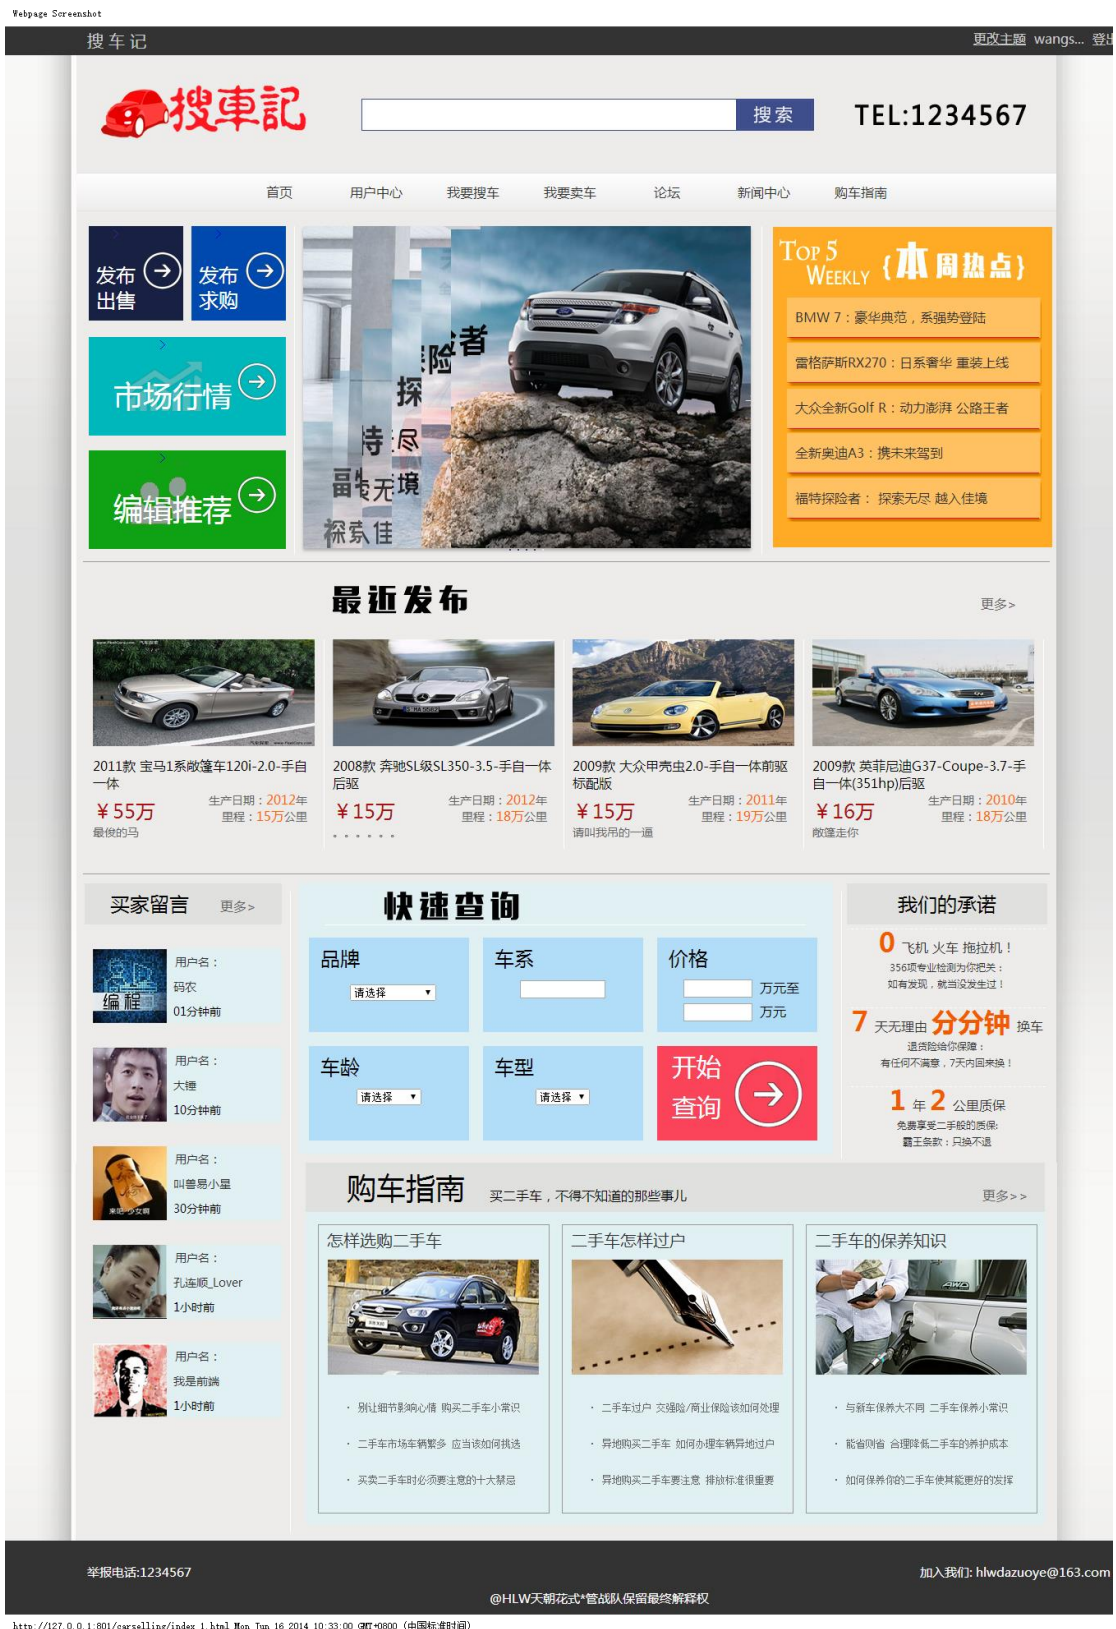 Webpage Screenshot
搜车记
更改主题 wangs... 登出
搜車記
搜索
TEL:1234567
首页 用户中心 我要搜车 我要卖车 论坛 新闻中心 购车指南
发布
出售
发布
求购
市场行情
编辑推荐
TOP 5
WEEKLY
{本周热点}
BMW 7：豪华典范，系强势登陆
雷格萨斯RX270：日系奢华 重装上线
大众全新Golf R：动力澎湃 公路王者
全新奥迪A3：携未来驾到
福特探险者： 探索无尽 越入佳境
最近发布
更多>
2011款 宝马1系敞篷车120i-2.0-手自
一体
￥55万
生产日期：2012年
里程：15万公里
最俊的马
2008款 奔驰SL级SL350-3.5-手自一体
后驱
￥15万
生产日期：2012年
里程：18万公里
。。。。。。
2009款 大众甲壳虫2.0-手自一体前驱
标配版
￥15万
生产日期：2011年
里程：19万公里
请叫我吊的一逼
2009款 英菲尼迪G37-Coupe-3.7-手
自一体(351hp)后驱
￥16万
生产日期：2010年
里程：18万公里
敞篷走你
买家留言 更多>
编程
用户名：
码农
01分钟前
用户名：
大锤
10分钟前
来吧 少女啊
用户名：
叫兽易小星
30分钟前
用户名：
孔连顺_Lover
1小时前
用户名：
我是前端
1小时前
快速查询
品牌
请选择
车系
价格
万元至
万元
车龄
请选择
车型
请选择
开始
查询
我们的承诺
0 飞机 火车 拖拉机！
356项专业检测为你把关：
如有发现，就当没发生过！
7 天无理由 分分钟 换车
退货险给你保障：
有任何不满意，7天内回来换！
1 年 2 公里质保
免费享受二手般的质保:
霸王条款：只换不退
购车指南 买二手车，不得不知道的那些事儿 更多>>
怎样选购二手车
· 别让细节影响心情 购买二手车小常识
· 二手车市场车辆繁多 应当该如何挑选
· 买卖二手车时必须要注意的十大禁忌
二手车怎样过户
· 二手车过户 交强险/商业保险该如何处理
· 异地购买二手车 如何办理车辆异地过户
· 异地购买二手车要注意 排放标准很重要
二手车的保养知识
· 与新车保养大不同 二手车保养小常识
· 能省则省 合理降低二手车的养护成本
· 如何保养你的二手车使其能更好的发挥
举报电话:1234567
加入我们: hlwdazuoye@163.com
@HLW天朝花式*管战队保留最终解释权
http://127.0.0.1:801/carselling/index_1.html Mon Jun 16 2014 10:33:00 GMT+0800 (中国标准时间)